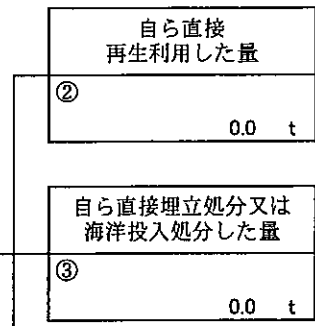 自ら直接
再生利用した量
②
0.0 t
自ら直接埋立処分又は
海洋投入処分した量
③
0.0 t